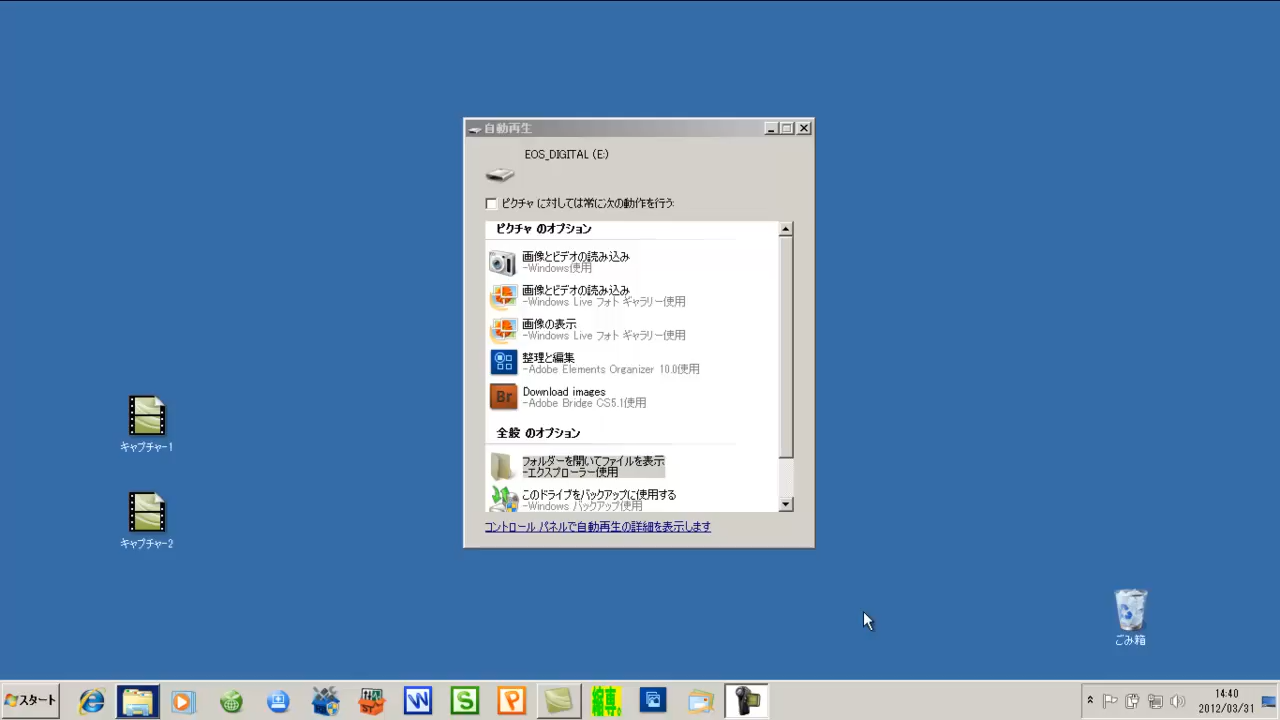 自動再生
EOS_DIGITAL (E:)
ピクチャ に対しては常に次の動作を行う:
ピクチャ のオプション
画像とビデオの読み込み
-Windows使用
画像とビデオの読み込み
-Windows Live フォト ギャラリー使用
画像の表示
-Windows Live フォト ギャラリー使用
整理と編集
-Adobe Elements Organizer 10.0使用
Br
Download images
-Adobe Bridge CS5.1使用
全般 のオプション
フォルダーを開いてファイルを表示
-エクスプローラー使用
このドライブをバックアップに使用する
-Windows バックアップ使用
コントロール パネルで自動再生の詳細を表示します
キャプチャー1
キャプチャー2
ごみ箱
スタート
W
S
P
14:40
2012/03/31